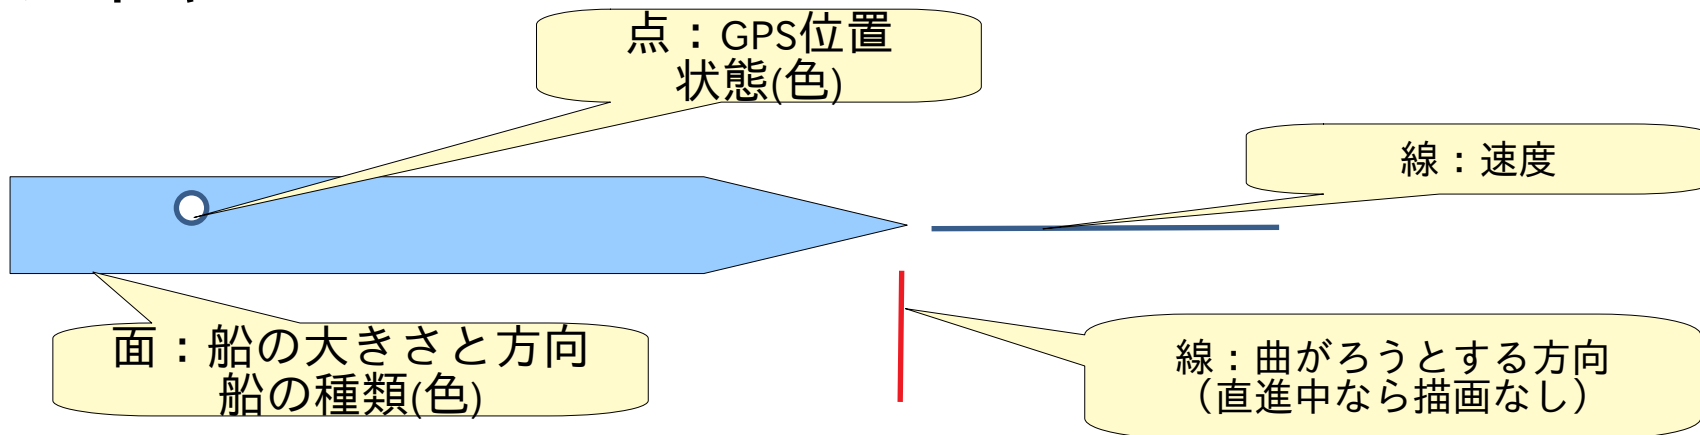 点：GPS位置
状態(色)
線：速度
面：船の大きさと方向
船の種類(色)
線：曲がろうとする方向
（直進中なら描画なし）